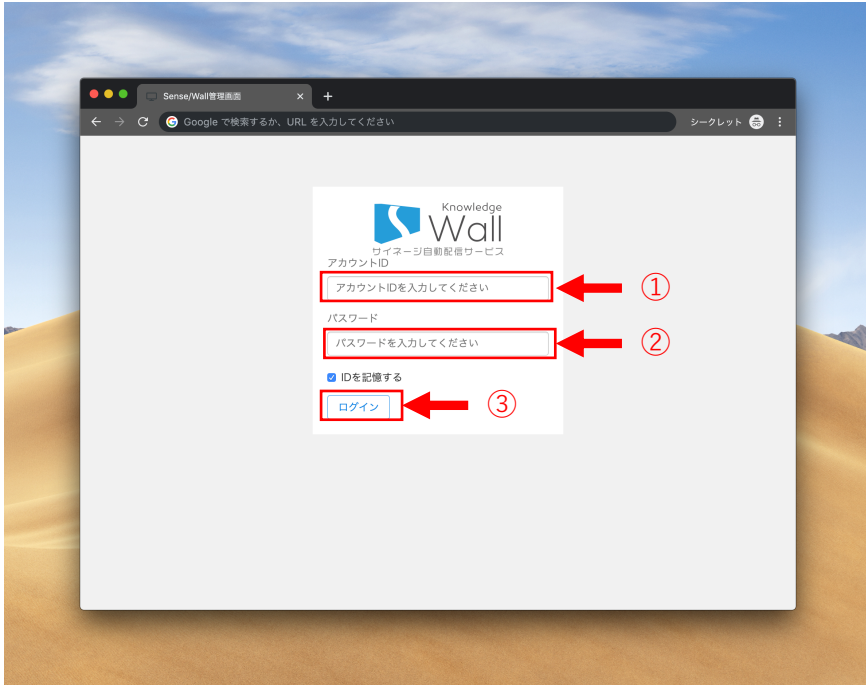 Sense/Wall管理画面
Google で検索するか、URL を入力してください
シークレット
Knowledge
Wall
サイネージ自動配信サービス
アカウントID
アカウントIDを入力してください
①
パスワード
パスワードを入力してください
②
IDを記憶する
ログイン
③